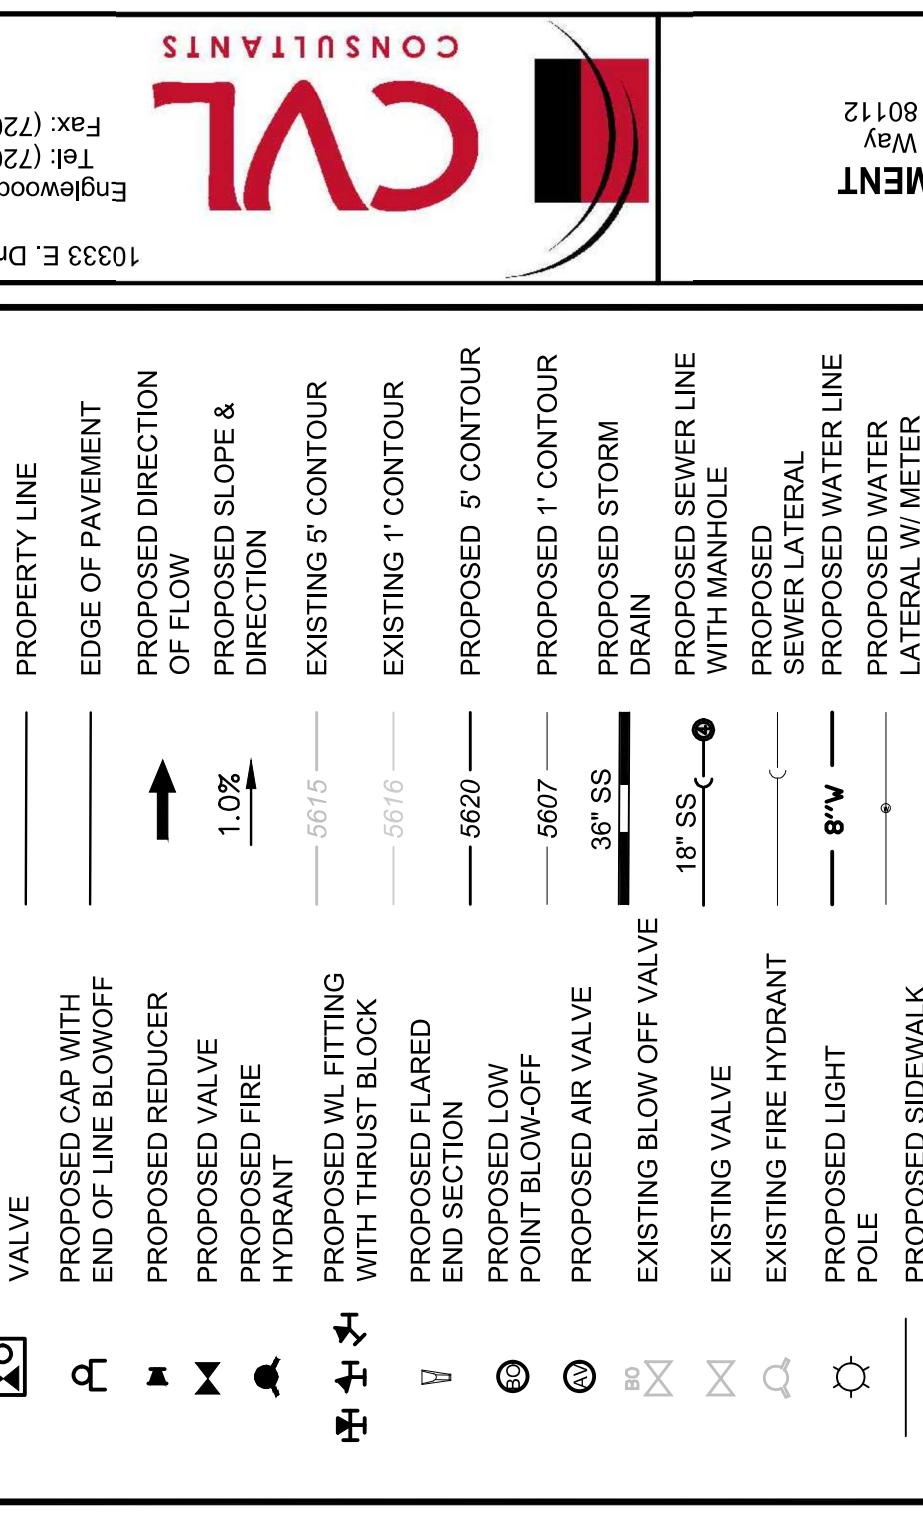 CVL
CONSULTANTS
10333 E.
Englewood
Tel: (720
Fax: (720
Way
80112
PROPERTY LINE
EDGE OF PAVEMENT
PROPOSED DIRECTION
OF FLOW
1.0%
PROPOSED SLOPE &
DIRECTION
5615
EXISTING 5' CONTOUR
5616
EXISTING 1' CONTOUR
5620
PROPOSED 5' CONTOUR
5607
PROPOSED 1' CONTOUR
36" SS
PROPOSED STORM
DRAIN
18" SS
4
PROPOSED SEWER LINE
WITH MANHOLE
PROPOSED
SEWER LATERAL
8"W
PROPOSED WATER LINE
PROPOSED WATER
LATERAL W/ METER
VALVE
PROPOSED CAP WITH
END OF LINE BLOWOFF
PROPOSED REDUCER
PROPOSED VALVE
PROPOSED FIRE
HYDRANT
PROPOSED WL FITTING
WITH THRUST BLOCK
PROPOSED FLARED
END SECTION
BO
PROPOSED LOW
POINT BLOW-OFF
AV
PROPOSED AIR VALVE
BO
EXISTING BLOW OFF VALVE
EXISTING VALVE
EXISTING FIRE HYDRANT
PROPOSED LIGHT
POLE
PROPOSED SIDEWALK